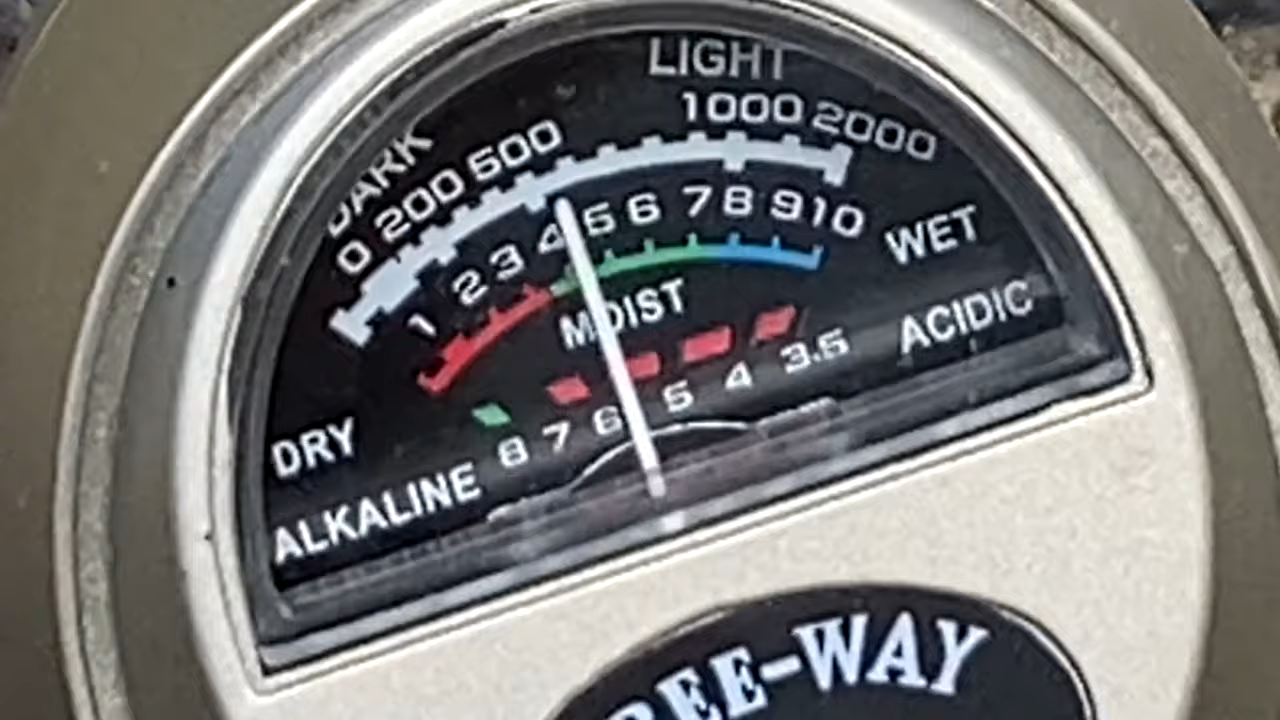 LIGHT
DARK
0 200 500 1000 2000
1 2 3 4 5 6 7 8 9 10
DRY MOIST WET
8 7 6 5 4 3.5
ALKALINE ACIDIC
EE-WAY